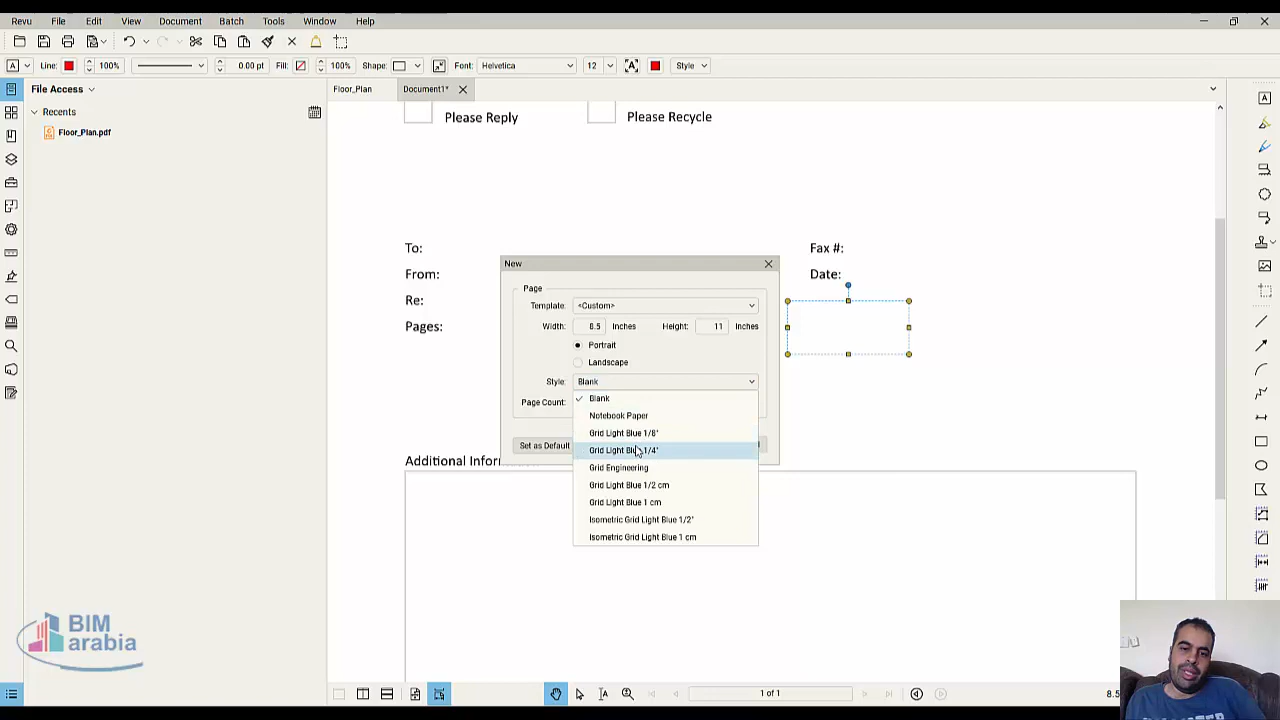 Revu File Edit View Document Batch Tools Window Help
Line: 100% 0.00 pt Fill: 100% Shape: Font: Helvetica 12 Style
File Access
Floor_Plan Document1*
Recents
Floor_Plan.pdf
Please Reply Please Recycle
To: Fax #:
From: Date:
Re:
Pages:
New
Page
Template: <Custom>
Width: 8.5 Inches Height: 11 Inches
Portrait
Landscape
Style: Blank
Page Count:
Blank
Notebook Paper
Grid Light Blue 1/8"
Set as Default
Grid Light Blue 1/4"
Additional
Grid Engineering
Grid Light Blue 1/2 cm
Grid Light Blue 1 cm
Isometric Grid Light Blue 1/2"
Isometric Grid Light Blue 1 cm
BIM
arabia
1 of 1
8.5